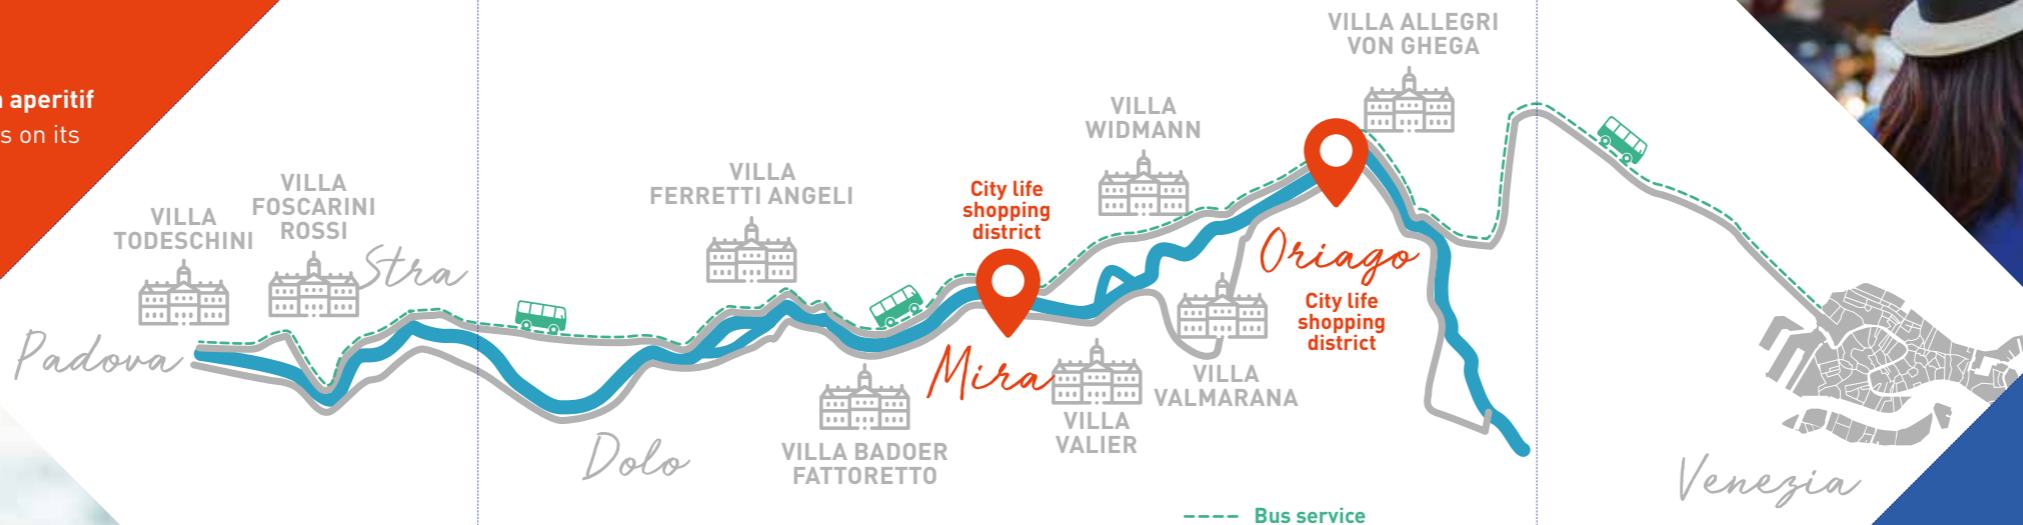 aperitif
s on its
VILLA
TODESCHINI
VILLA
FOSCARINI
ROSSI
Stra
Padova
VILLA
FERRETTI ANGELI
Dolo
VILLA BADOER
FATTORETTO
City life
shopping
district
Mira
VILLA
VALIER
VILLA
WIDMANN
VILLA
VALMARANA
VILLA ALLEGRI
VON GHEGA
Oriago
City life
shopping
district
Venezia
Bus service